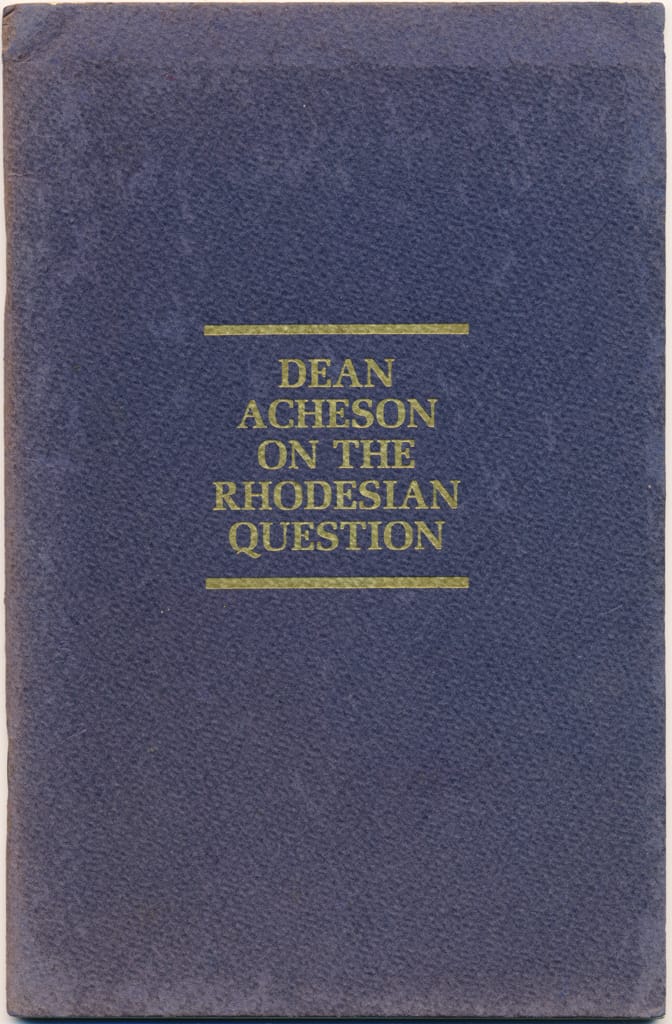 DEAN
ACHESON
ON THE
RHODESIAN
QUESTION